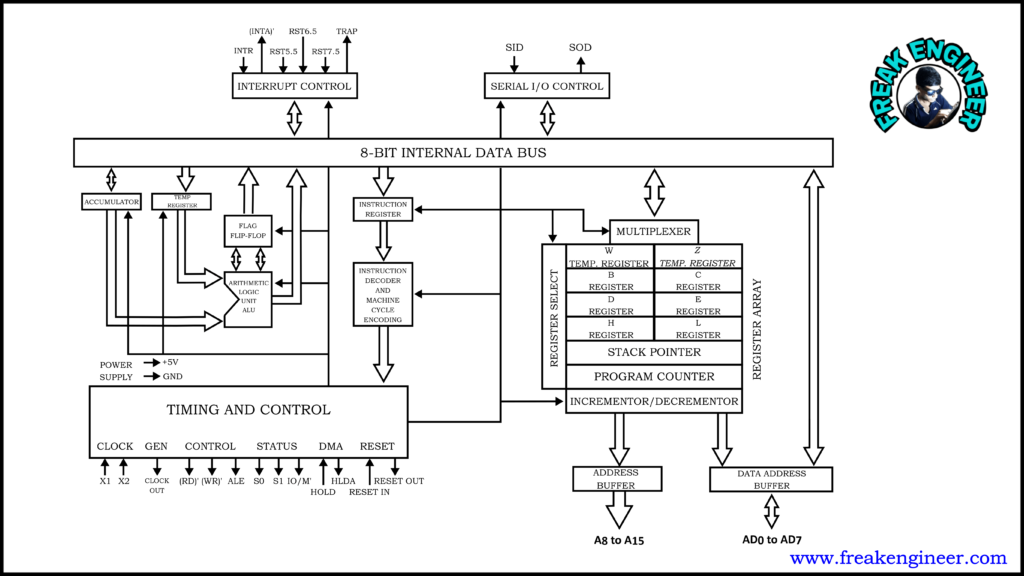 (INTA)' RST6.5 TRAP
INTR RST5.5 RST7.5
INTERRUPT CONTROL
SID SOD
SERIAL I/O CONTROL
FREAK ENGINEER
FREAK ENGINEER
8-BIT INTERNAL DATA BUS
ACCUMULATOR
TEMP
REGISTER
FLAG
FLIP-FLOP
ARITHMETIC
LOGIC
UNIT
ALU
INSTRUCTION
REGISTER
INSTRUCTION
DECODER
AND
MACHINE
CYCLE
ENCODING
MULTIPLEXER
REGISTER SELECT
W Z
TEMP. REGISTER TEMP. REGISTER
B C
REGISTER REGISTER
D E
REGISTER REGISTER
H L
REGISTER REGISTER
STACK POINTER
PROGRAM COUNTER
INCREMENTOR/DECREMENTOR
REGISTER ARRAY
POWER +5V
SUPPLY GND
TIMING AND CONTROL
CLOCK GEN CONTROL STATUS DMA RESET
X1 X2 CLOCK (RD)' (WR)' ALE S0 S1 IO/M' HLDA RESET OUT
OUT HOLD RESET IN
ADDRESS
BUFFER
DATA ADDRESS
BUFFER
A8 to A15 AD0 to AD7
www.freakengineer.com